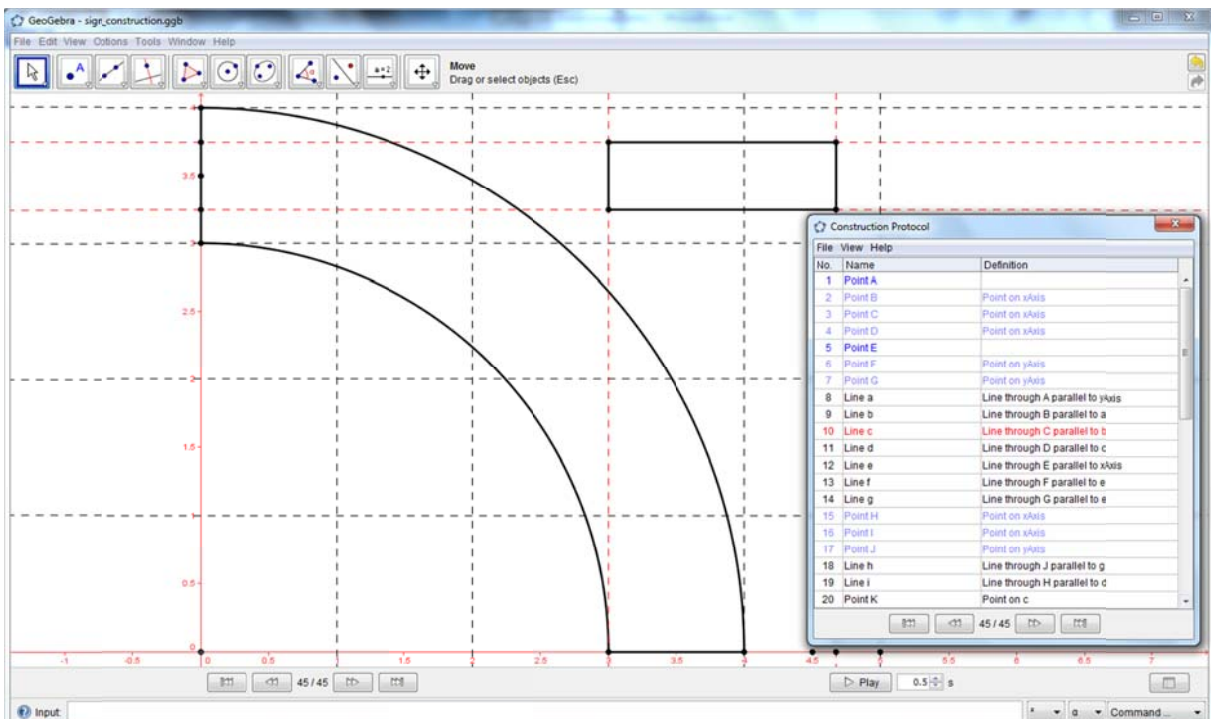 GeoGebra - sigr_construction.ggb
File Edit View Options Tools Window Help
a=2
Move
Drag or select objects (Esc)
4
3.5
3
2.5
2
1.5
1
0.5
0
-1 -0.5 0 0.5 1 1.5 2 2.5 3 3.5 4 4.5 5 5.5 6 6.5 7
Construction Protocol
File View Help
No. Name Definition
1 Point A
2 Point B Point on xAxis
3 Point C Point on xAxis
4 Point D Point on xAxis
5 Point E
6 Point F Point on yAxis
7 Point G Point on yAxis
8 Line a Line through A parallel to yAxis
9 Line b Line through B parallel to a
10 Line c Line through C parallel to b
11 Line d Line through D parallel to c
12 Line e Line through E parallel to xAxis
13 Line f Line through F parallel to e
14 Line g Line through G parallel to e
15 Point H Point on xAxis
16 Point I Point on xAxis
17 Point J Point on yAxis
18 Line h Line through J parallel to g
19 Line i Line through H parallel to d
20 Point K Point on c
45 / 45
45 / 45
Play 0.5 s
Input:
α Command ...